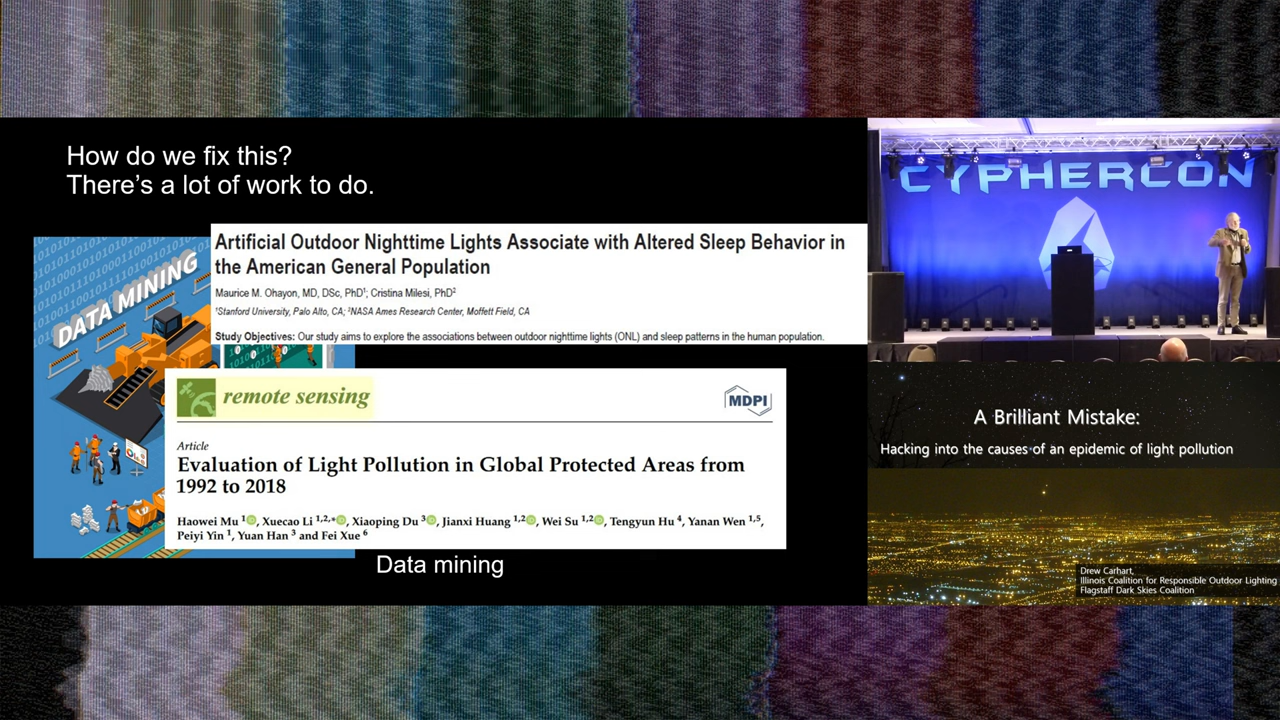 How do we fix this?
There's a lot of work to do.
DATA MINING
Artificial Outdoor Nighttime Lights Associate with Altered Sleep Behavior in
the American General Population
Maurice M. Ohayon, MD, DSc, PhD¹; Cristina Milesi, PhD²
¹Stanford University, Palo Alto, CA; ²NASA Ames Research Center, Moffett Field, CA
Study Objectives: Our study aims to explore the associations between outdoor nighttime lights (ONL) and sleep patterns in the human population.
remote sensing
MDPI
Article
Evaluation of Light Pollution in Global Protected Areas from
1992 to 2018
Haowei Mu ¹, Xuecao Li ¹,²,*, Xiaoping Du ³, Jianxi Huang ¹,², Wei Su ¹,², Tengyun Hu ⁴, Yanan Wen ¹,⁵,
Peiyi Yin ¹, Yuan Han ³ and Fei Xue ⁶
Data mining
CYPHERCON
A Brilliant Mistake:
Hacking into the causes of an epidemic of light pollution
Drew Carhart,
Illinois Coalition for Responsible Outdoor Lighting
Flagstaff Dark Skies Coalition